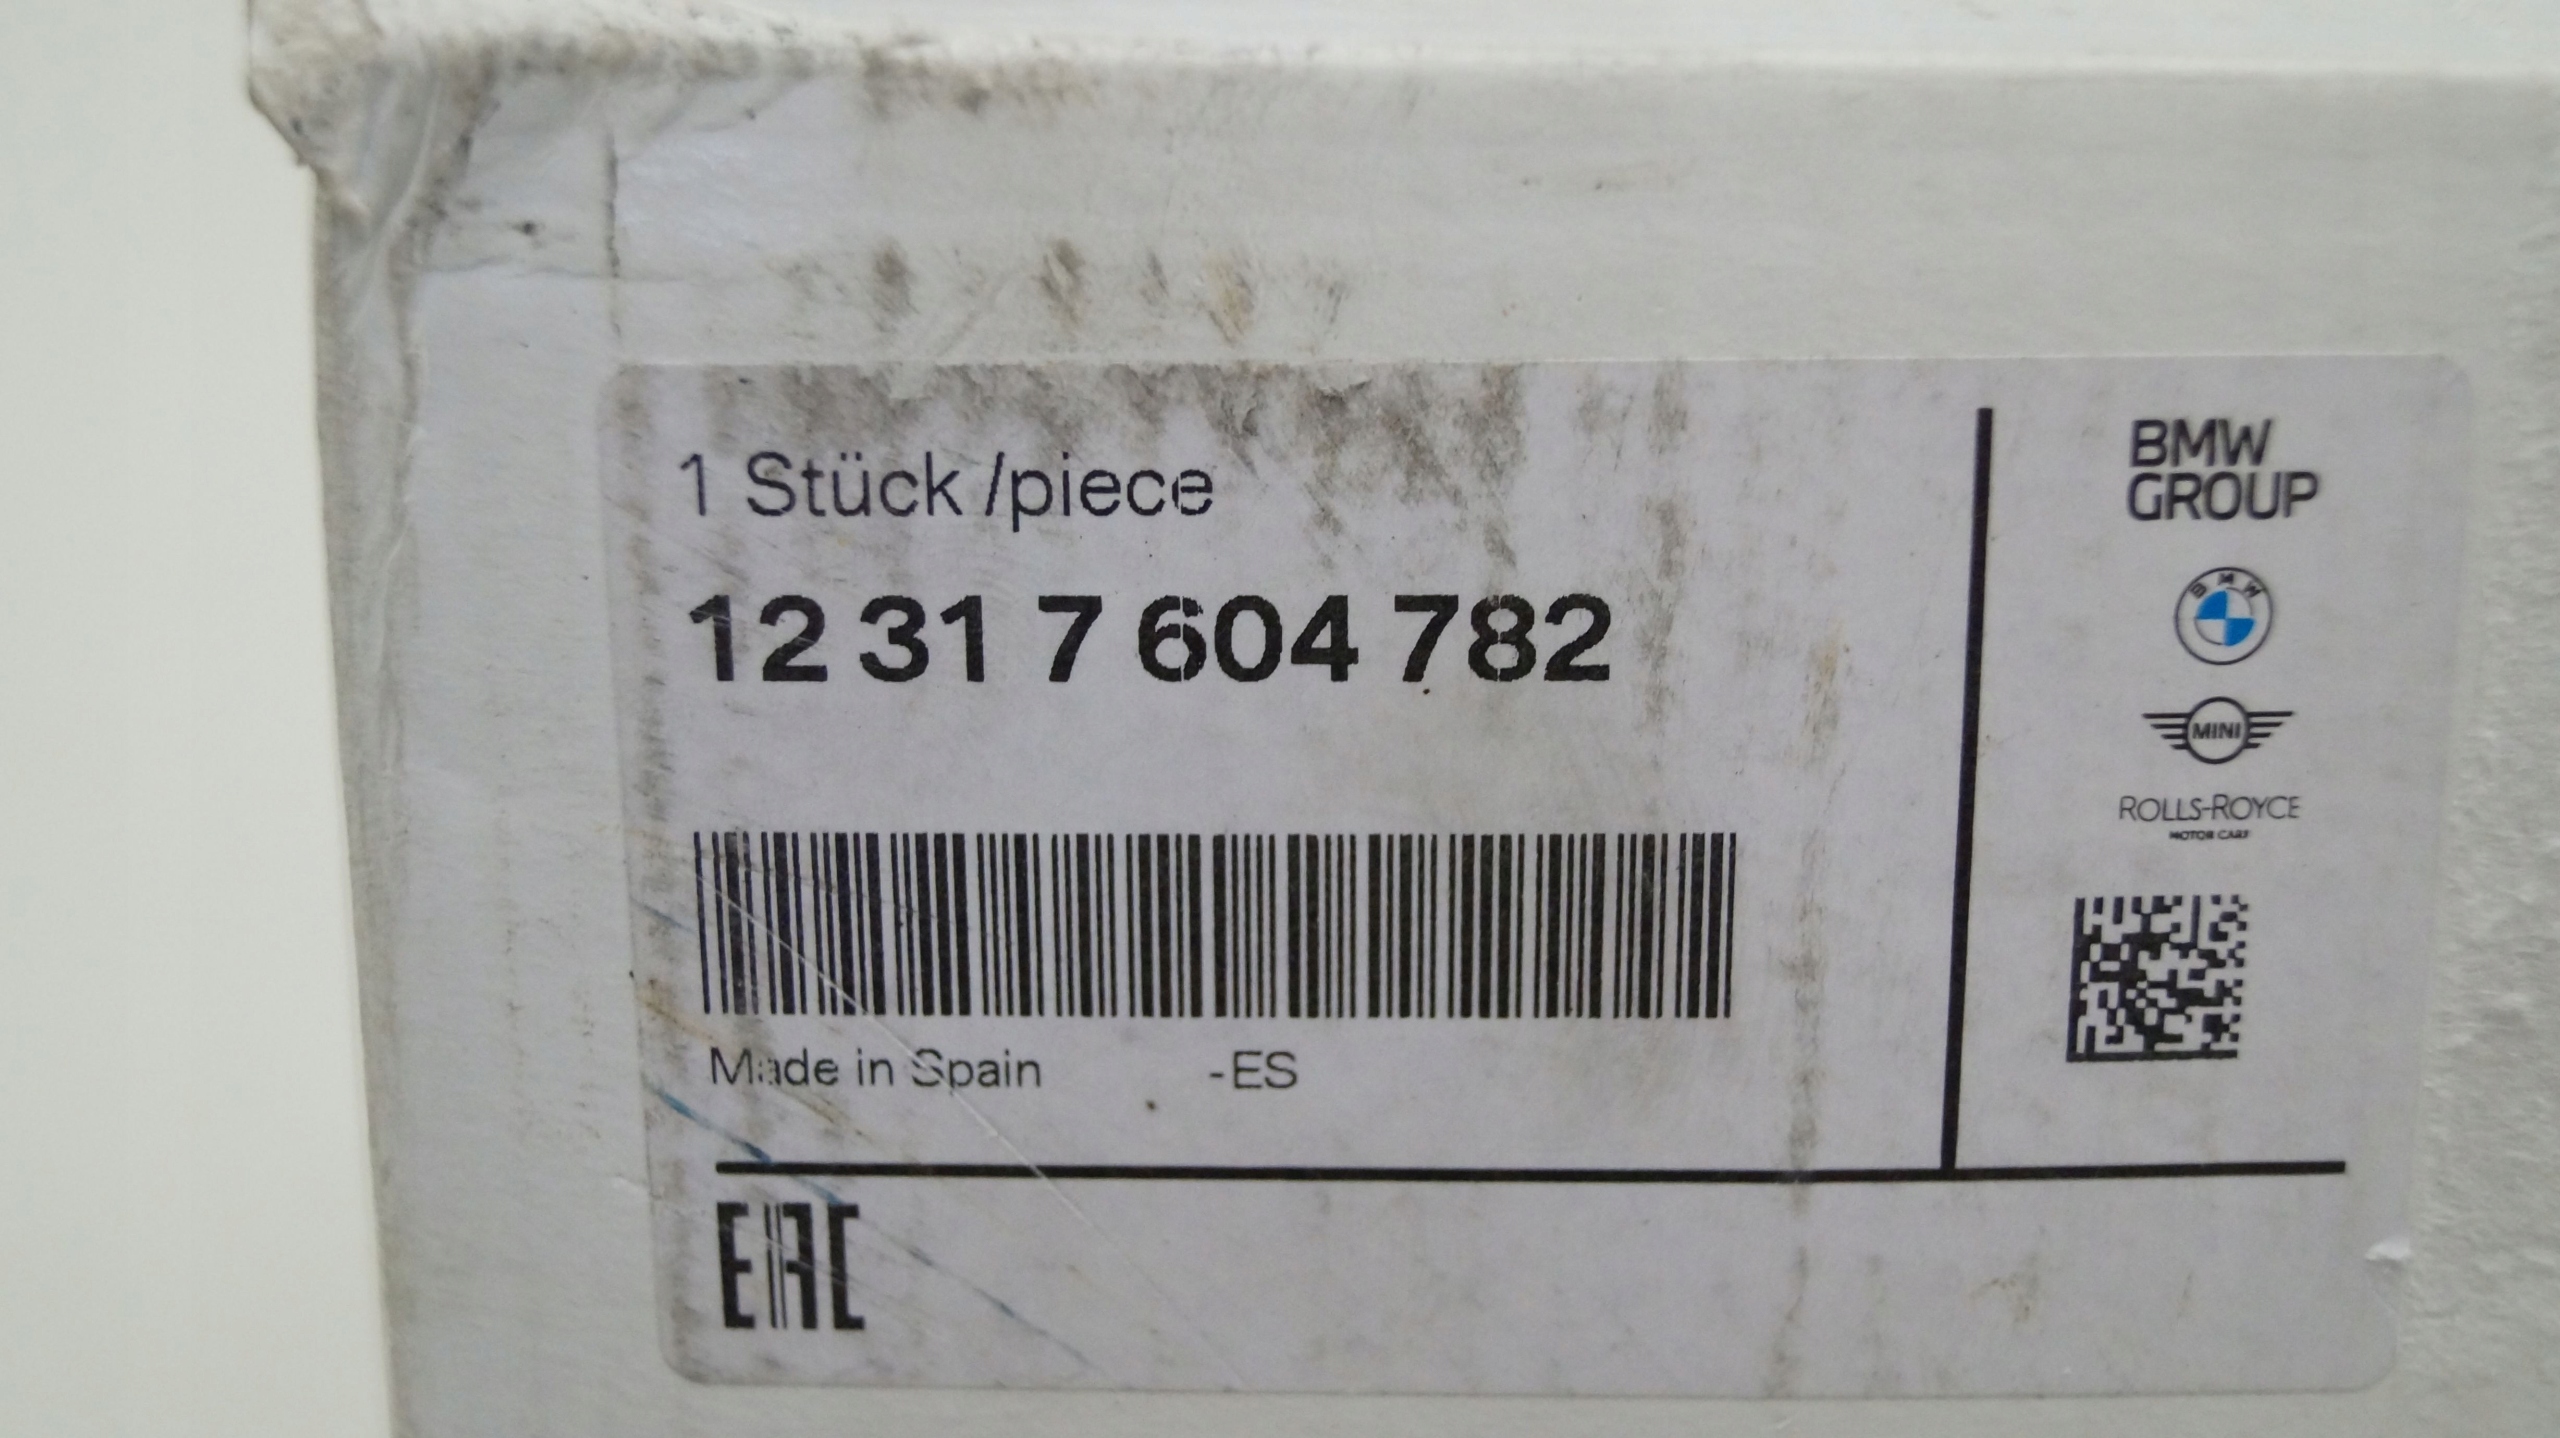 1 Stück /piece
12 31 7 604 782
Made in Spain -ES
EAC
BMW
GROUP
BMW
MINI
ROLLS-ROYCE
MOTOR CARS